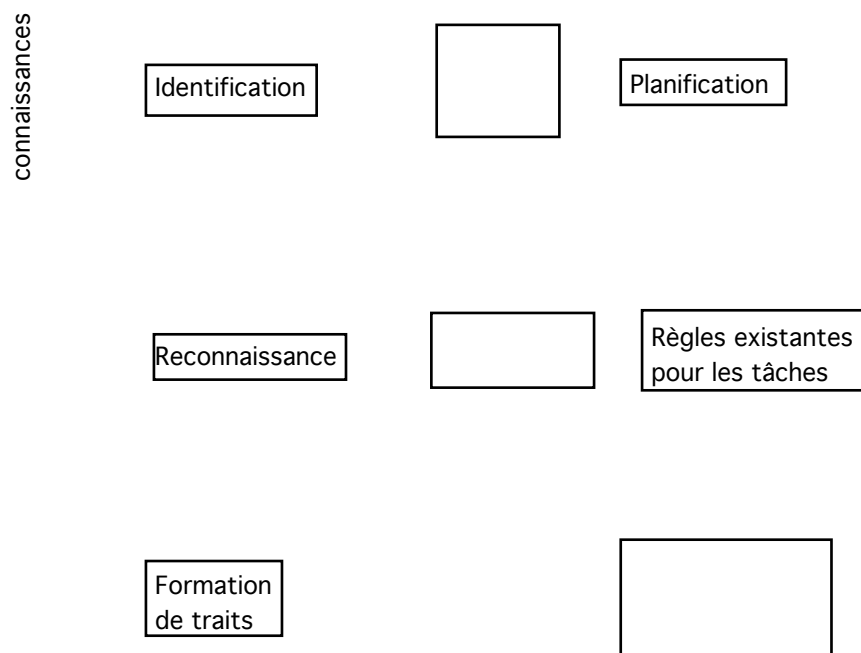 connaissances
Identification
Planification
Reconnaissance
Règles existantes
pour les tâches
Formation
de traits